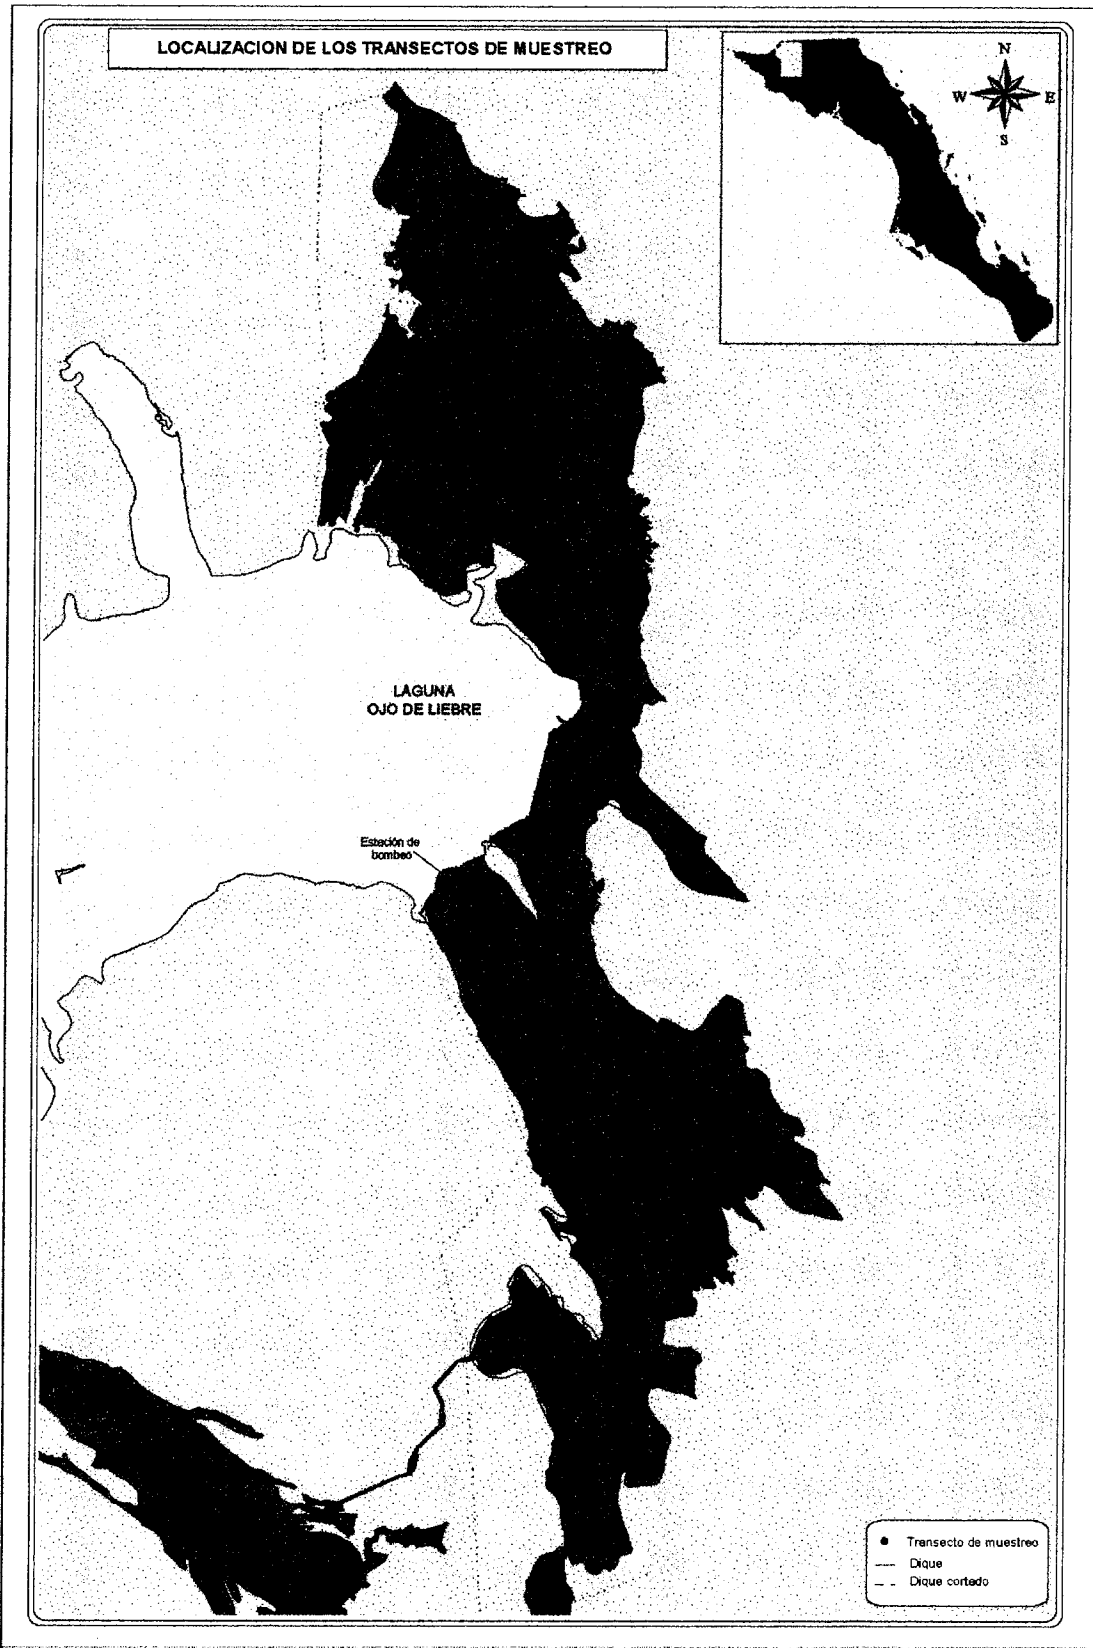 LOCALIZACION DE LOS TRANSECTOS DE MUESTREO
N
W E
S
LAGUNA
OJO DE LIEBRE
Estación de
bombeo
Transecto de muestreo
Dique
Dique cortado